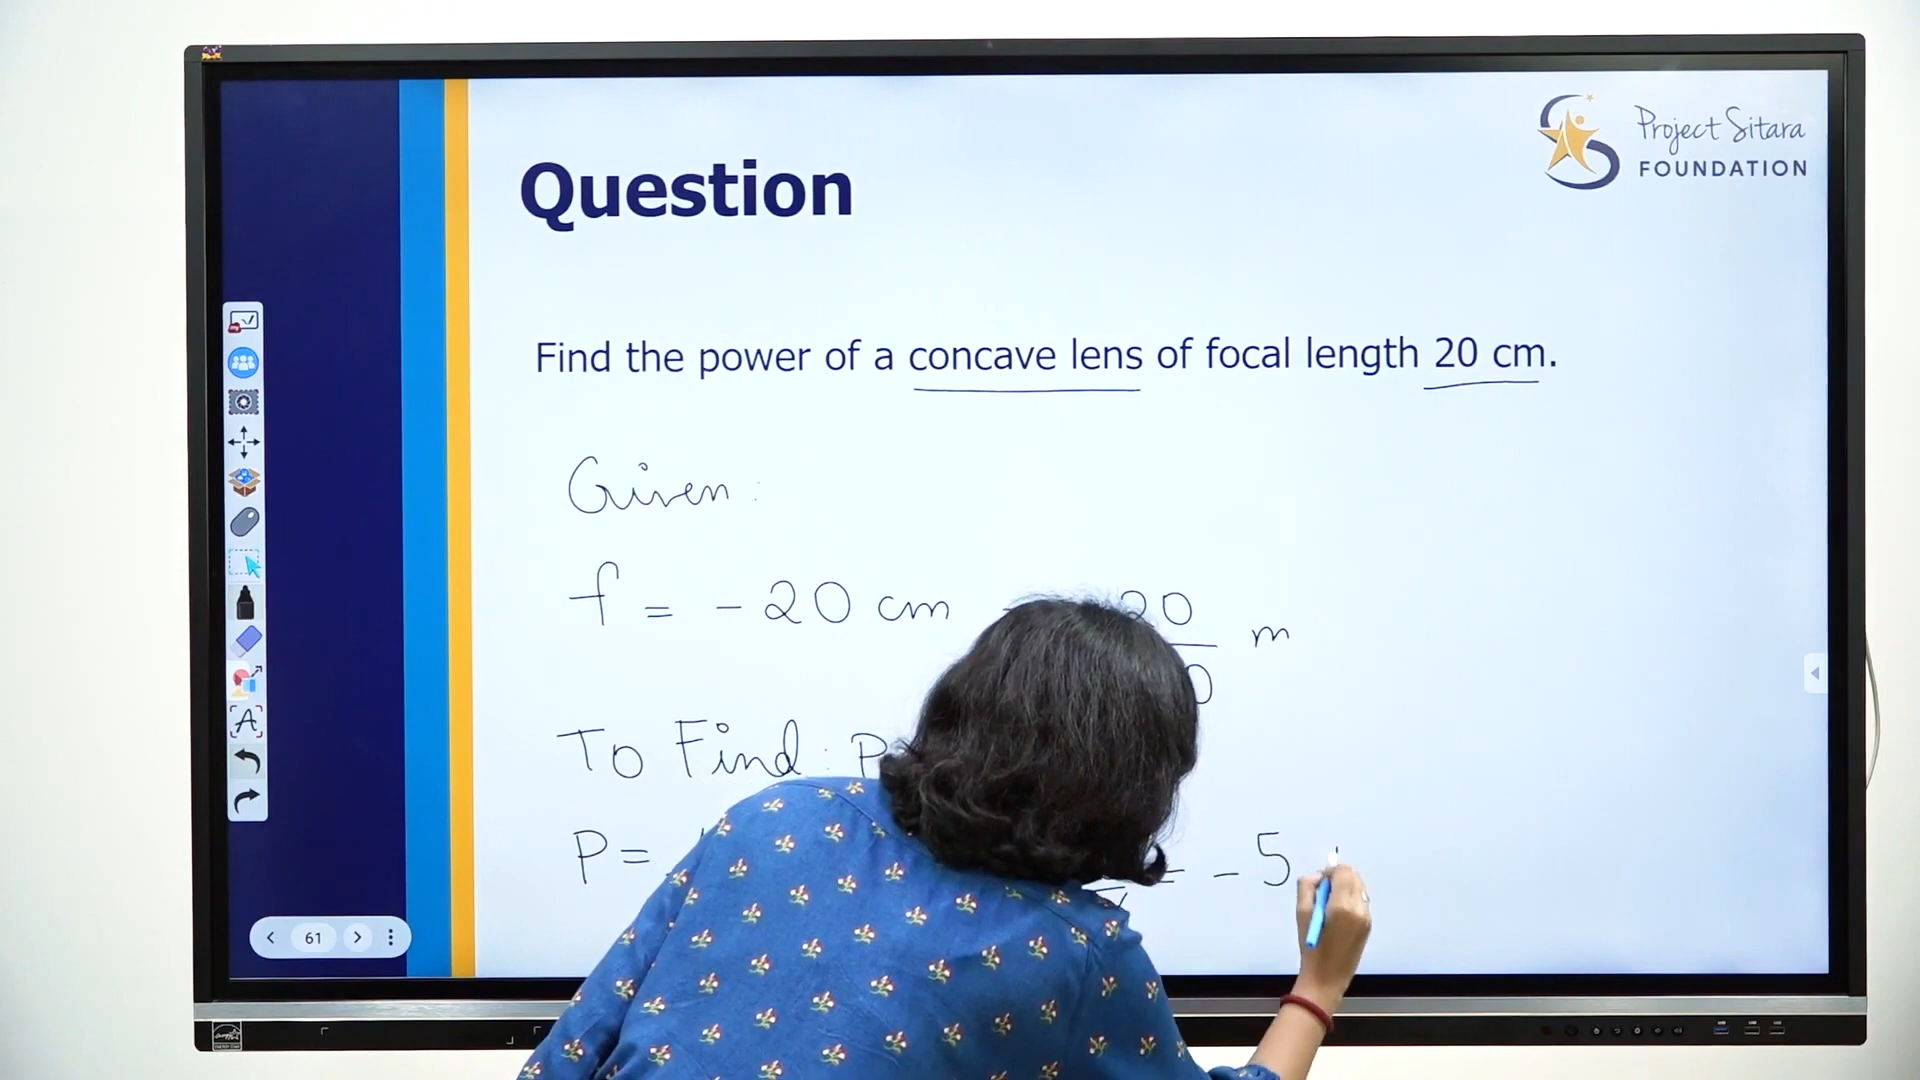 Project Sitara
FOUNDATION
Question
Find the power of a concave lens of focal length 20 cm.
Given:
f = - 20 cm 20 m
To Find: P
P = = - 5
61